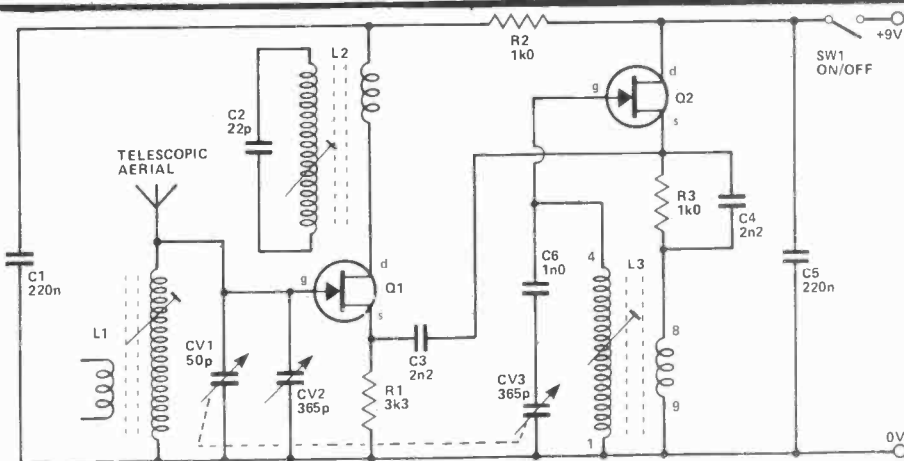 R2
1k0
SW1
ON/OFF
+9V
L2
C2
22p
g
d
Q2
s
TELESCOPIC
AERIAL
R3
1k0
C4
2n2
C1
220n
L1
CV1
50p
g
d
Q1
s
CV2
365p
R1
3k3
C3
2n2
C6
1n0
4
L3
CV3
365p
1
8
9
C5
220n
0V